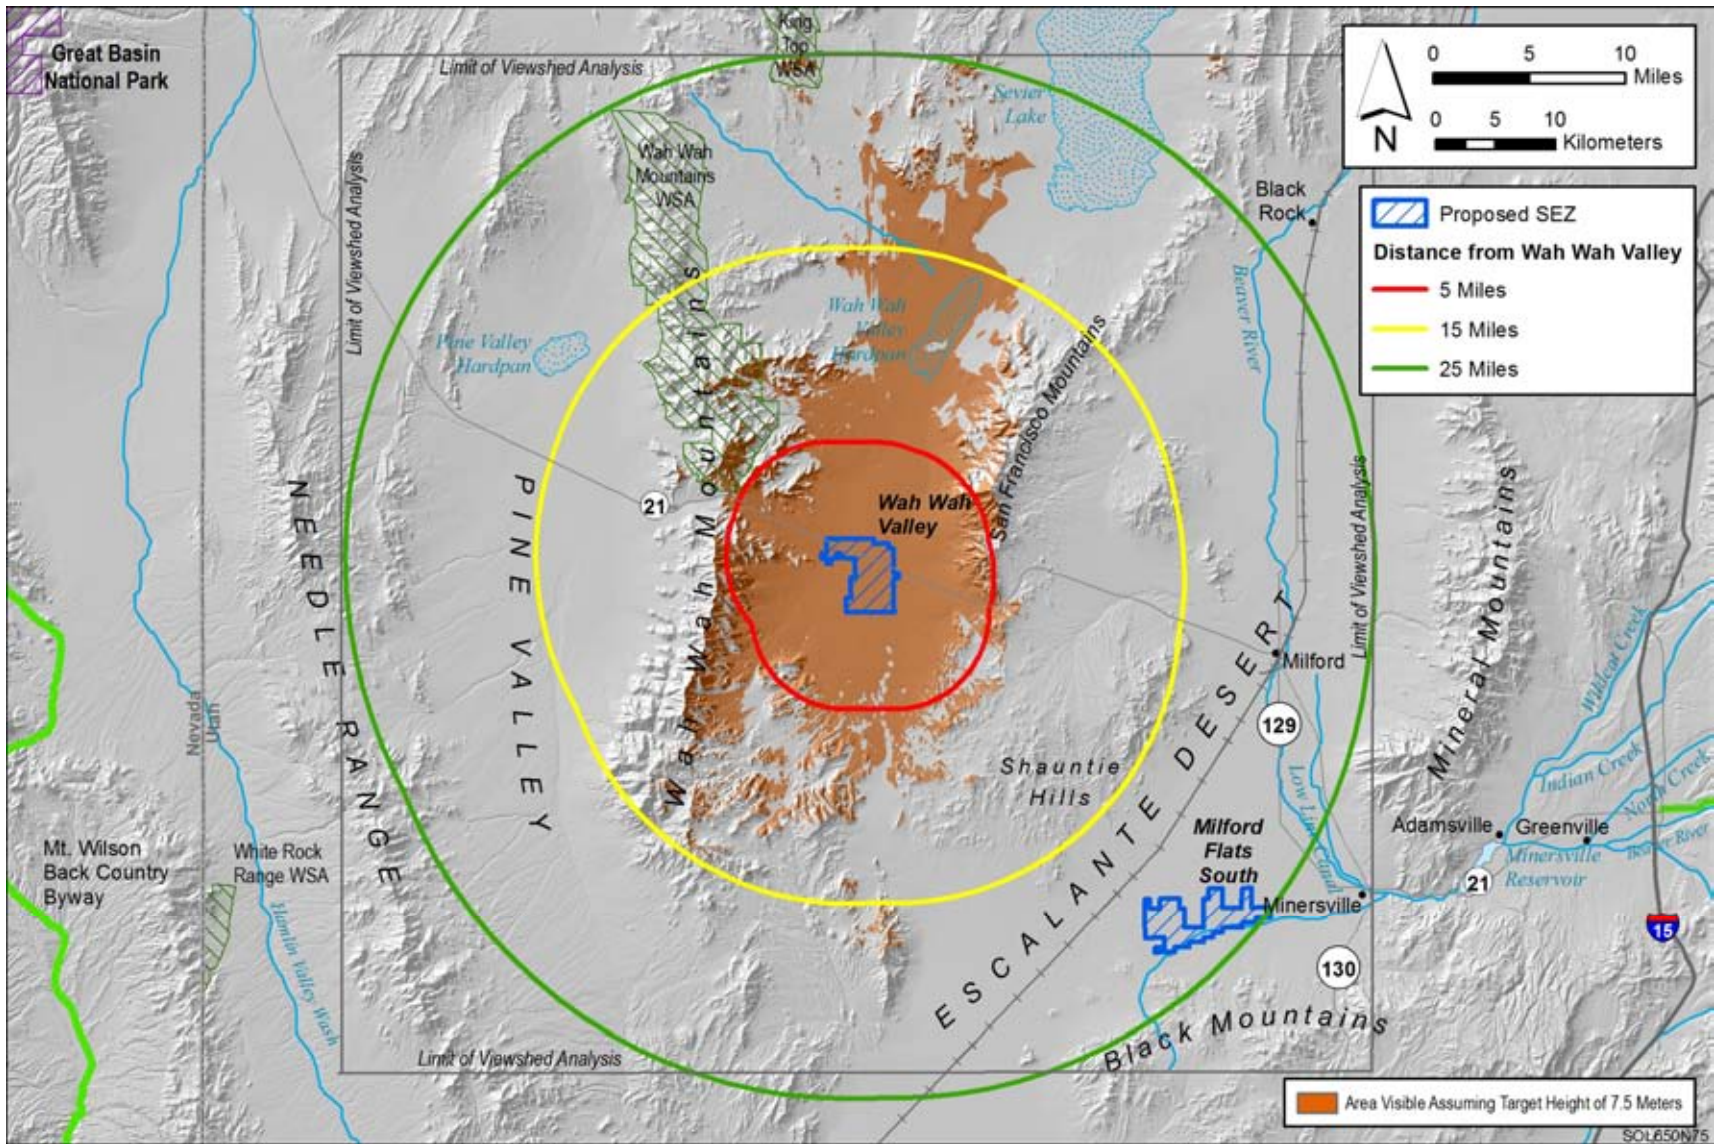 Great Basin
National Park
Limit of Viewshed Analysis
King
Top
WSA
Sevier
Lake
0 5 10
Miles
0 5 10
Kilometers
N
Wah Wah
Mountains
WSA
Limit of Viewshed Analysis
Black
Rock
Proposed SEZ
Distance from Wah Wah Valley
5 Miles
15 Miles
25 Miles
Beaver River
Wah Wah
Valley
Hardpan
Pine Valley
Hardpan
San Francisco Mountains
Wah Wah Mountains
21
Wah Wah
Valley
NEEDLE RANGE
PINE VALLEY
Limit of Viewshed Analysis
Mineral Mountains
Milford
Wildcat Creek
Nevada
Utah
129
Shauntie
Hills
ESCALANTE DESERT
Low Line Canal
Indian Creek
North Creek
Milford
Flats
South
Adamsville
Greenville
Beaver River
Minersville
Reservoir
Mt. Wilson
Back Country
Byway
White Rock
Range WSA
Minersville
21
15
Hamlin Valley Wash
130
Black Mountains
Limit of Viewshed Analysis
Area Visible Assuming Target Height of 7.5 Meters
SOL650N75